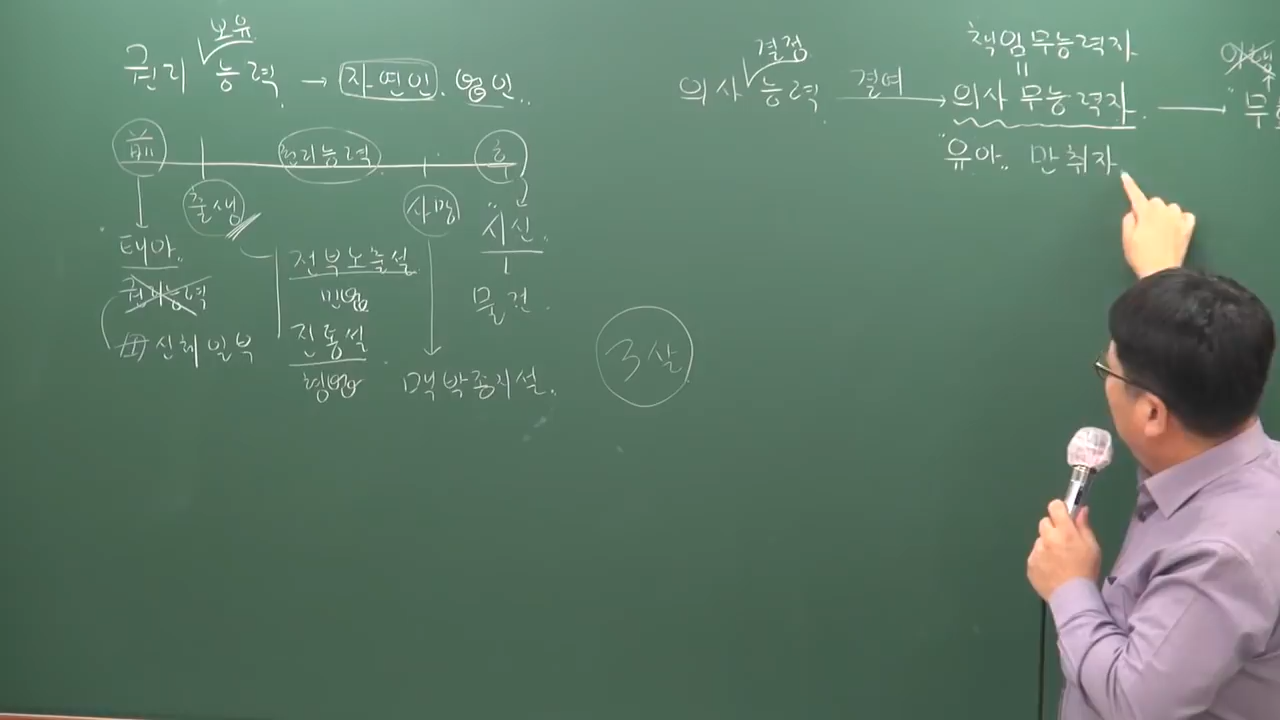 보유
권리 능력 → 자연인. 법인..
前 권리능력 후
출생 사망
태아..
권리능력
母 신체 일부
전부노출설
민법
진통설
형법
맥박종지설.
"시신"
물건.
3살
결정
의사 능력. 결여 → 의사 무능력자. →
책임무능력자
=
"유아.. 만취자.